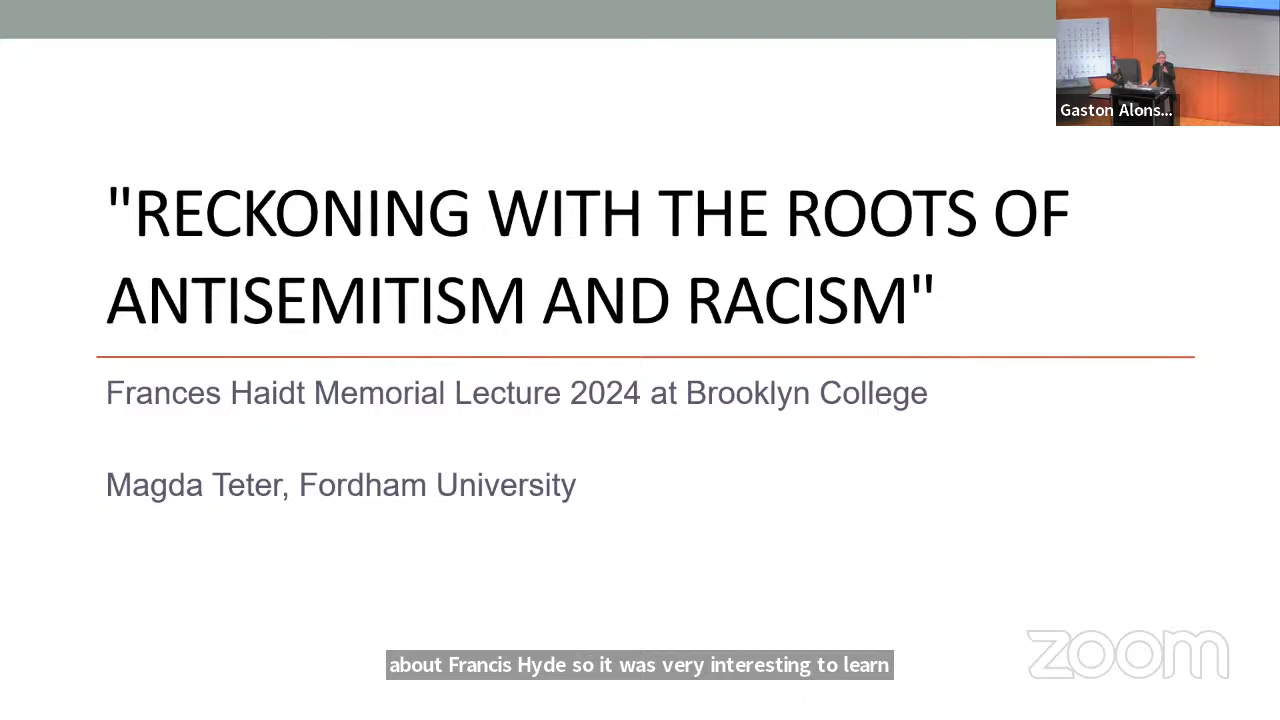 Gaston Alons...
"RECKONING WITH THE ROOTS OF
ANTISEMITISM AND RACISM"
Frances Haidt Memorial Lecture 2024 at Brooklyn College
Magda Teter, Fordham University
about Francis Hyde so it was very interesting to learn
zoom